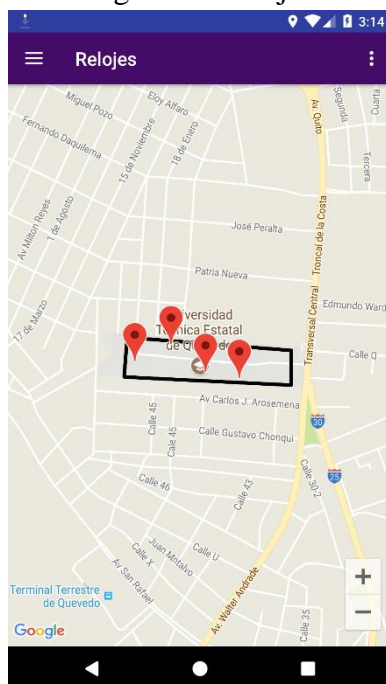 3:14
Relojes
Miguel Pozo
Eloy Alfaro
Fernando Daquilema
15 de Noviembre
18 de Enero
Av. Quito
Segunda
Cuarta
Tercera
Av Milton Reyes
1 de Agosto
17 de Marzo
José Peralta
Transversal Central
Troncal de la Costa
Patria Nueva
Edmundo Ward
Universidad
Técnica Estatal
de Quevedo
Calle Q
Av Carlos J. Arosemena
Calle 45
Calle 45
Calle Gustavo Chonqui
30
25
Calle 46
Calle 43
Calle 30-2
Calle U
Juan Mntalvo
Calle X
Av San Rafael
Av. Walter Andrade
Calle 35
Terminal Terrestre
de Quevedo
+
−
Google